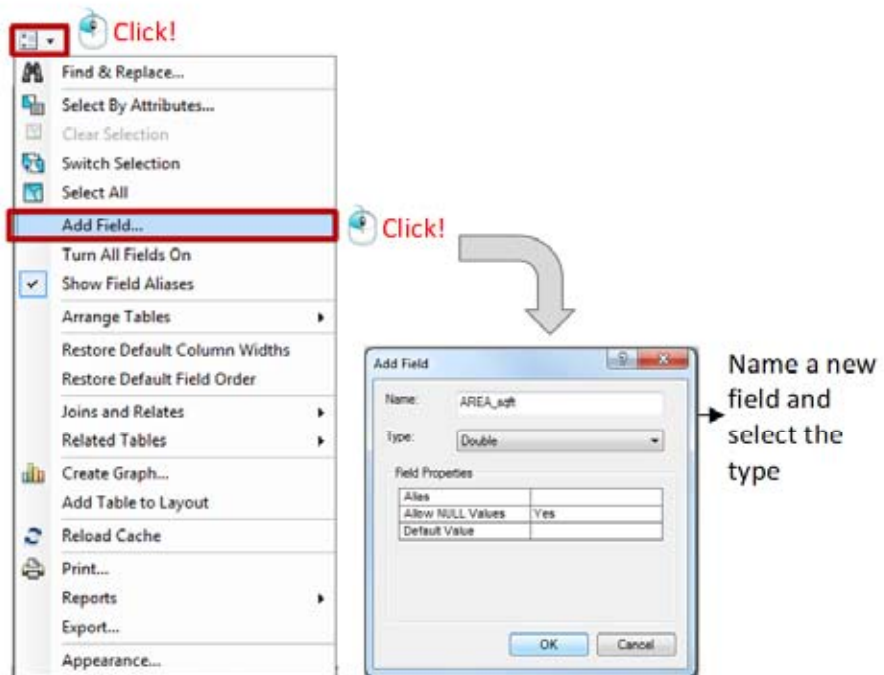 Click!
Find & Replace...
Select By Attributes...
Clear Selection
Switch Selection
Select All
Add Field...
Click!
Turn All Fields On
Show Field Aliases
Arrange Tables
Restore Default Column Widths
Restore Default Field Order
Joins and Relates
Related Tables
Create Graph...
Add Table to Layout
Reload Cache
Print...
Reports
Export...
Appearance...
Add Field
Name: AREA_sqft
Type: Double
Field Properties
Alias
Allow NULL Values Yes
Default Value
OK Cancel
Name a new
field and
select the
type